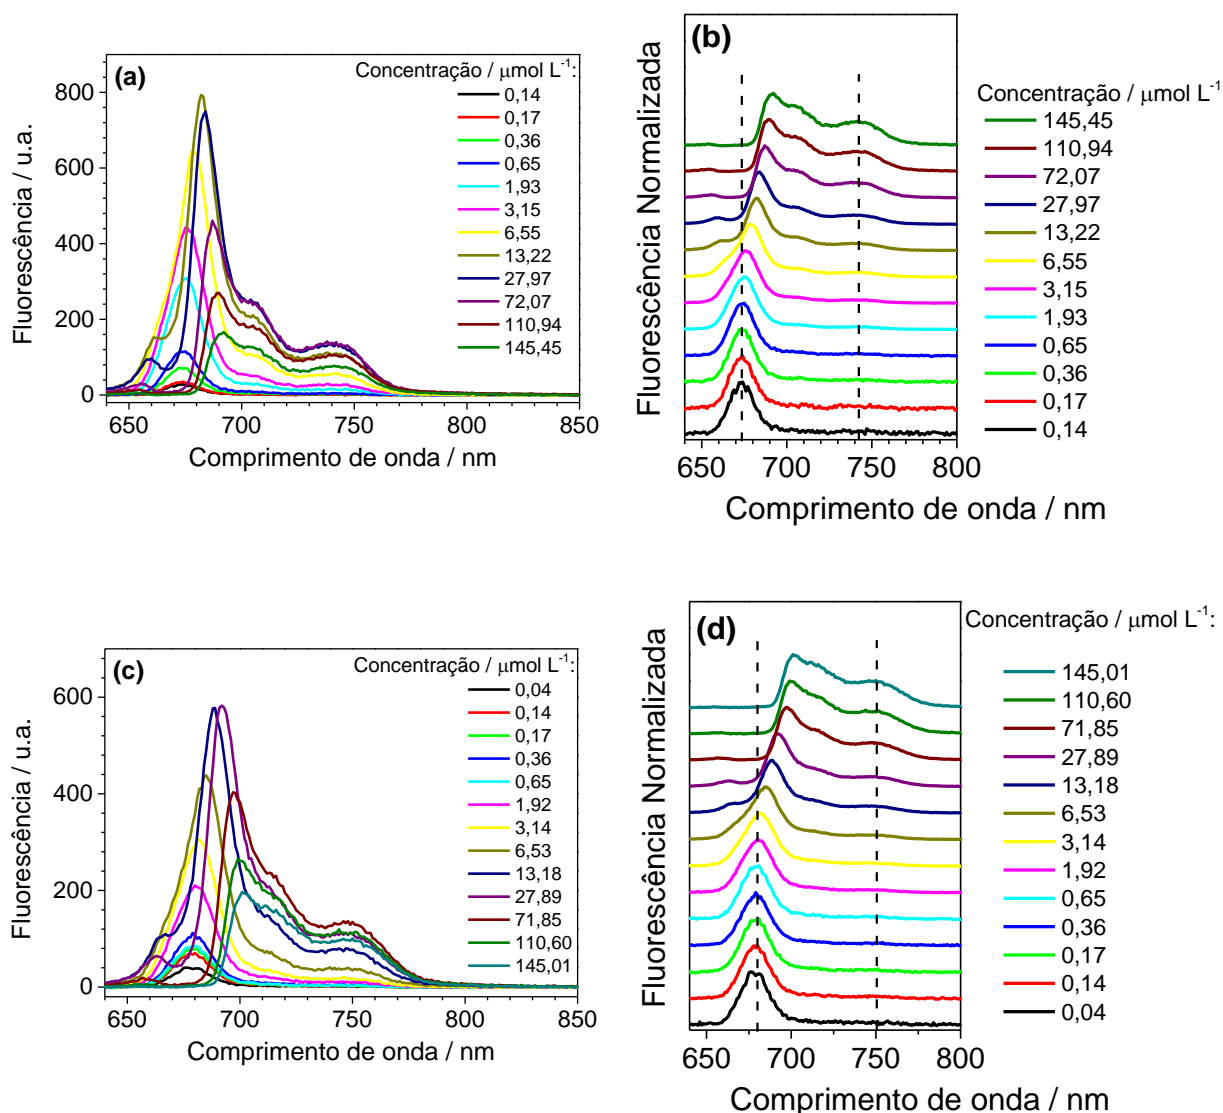 (a)
Concentração / μmol L⁻¹:
0,14
0,17
0,36
0,65
1,93
3,15
6,55
13,22
27,97
72,07
110,94
145,45
Fluorescência / u.a.
800
600
400
200
0
650 700 750 800 850
Comprimento de onda / nm
(b)
Concentração / μmol L⁻¹
145,45
110,94
72,07
27,97
13,22
6,55
3,15
1,93
0,65
0,36
0,17
0,14
Fluorescência Normalizada
650 700 750 800
Comprimento de onda / nm
(c)
Concentração / μmol L⁻¹:
0,04
0,14
0,17
0,36
0,65
1,92
3,14
6,53
13,18
27,89
71,85
110,60
145,01
Fluorescência / u.a.
600
400
200
0
650 700 750 800 850
Comprimento de onda / nm
(d)
Concentração / μmol L⁻¹:
145,01
110,60
71,85
27,89
13,18
6,53
3,14
1,92
0,65
0,36
0,17
0,14
0,04
Fluorescência Normalizada
650 700 750 800
Comprimento de onda / nm